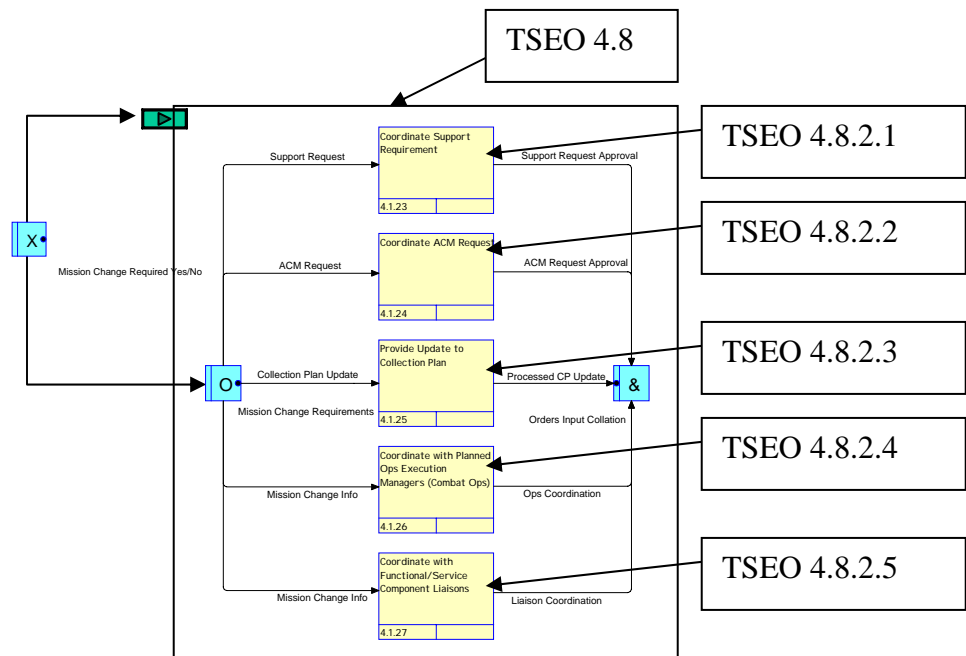 TSEO 4.8
Coordinate Support
Requirement
TSEO 4.8.2.1
Support Request
Support Request Approval
4.1.23
X
Mission Change Required Yes/No
Coordinate ACM Request
TSEO 4.8.2.2
ACM Request
ACM Request Approval
4.1.24
Provide Update to
Collection Plan
TSEO 4.8.2.3
O
Collection Plan Update
Processed CP Update
&
Mission Change Requirements
4.1.25
Orders Input Collation
Coordinate with Planned
Ops Execution
Managers (Combat Ops)
TSEO 4.8.2.4
Mission Change Info
Ops Coordination
4.1.26
Coordinate with
Functional/Service
Component Liaisons
TSEO 4.8.2.5
Mission Change Info
Liaison Coordination
4.1.27